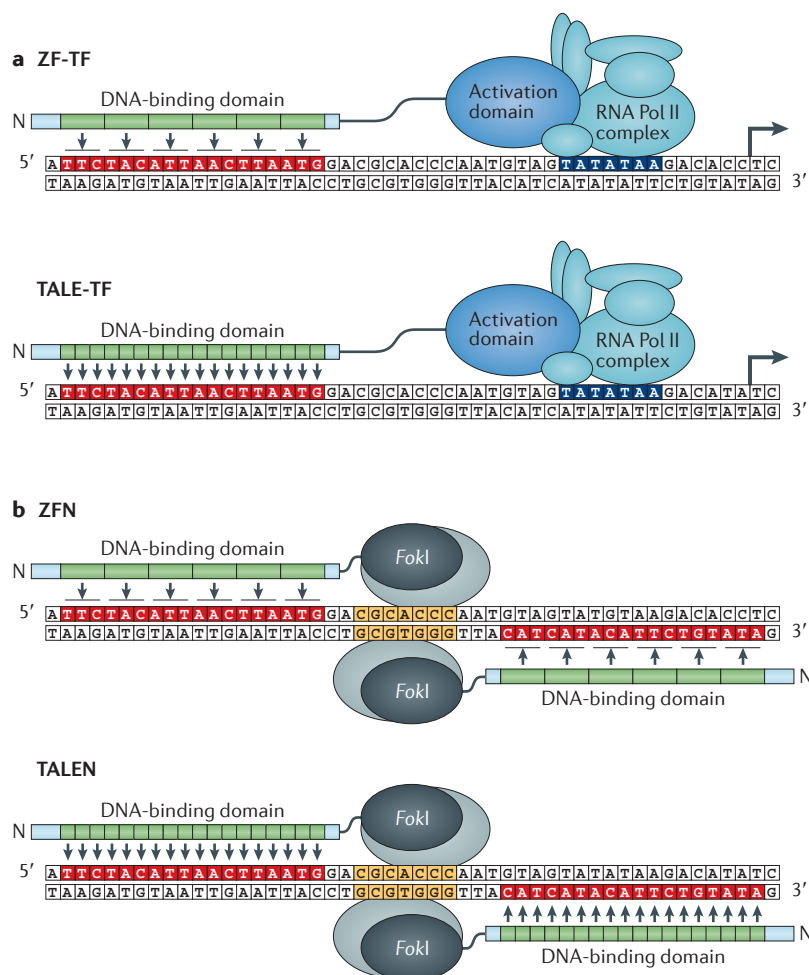 a ZF-TF
DNA-binding domain
N
Activation
domain
RNA Pol II
complex
5′ ATTCTACATTAACTTAATGGACGCACCCAATGTAGTATATAAGACACCTC
TAAGATGTAATTGAATTACCTGCGTGGGTTACATCATATATTCTGTATAG 3′
TALE-TF
DNA-binding domain
N
Activation
domain
RNA Pol II
complex
5′ ATTCTACATTAACTTAATGGACGCACCCAATGTAGTATATAAGACATATC
TAAGATGTAATTGAATTACCTGCGTGGGTTACATCATATATTCTGTATAG 3′
b ZFN
DNA-binding domain
N
FokI
5′ ATTCTACATTAACTTAATGGACGCACCCAATGTAGTATGTAAGACACCTC
TAAGATGTAATTGAATTACCTGCGTGGGTTACATCATACATTCTGTATAG 3′
FokI
N
DNA-binding domain
TALEN
DNA-binding domain
N
FokI
5′ ATTCTACATTAACTTAATGGACGCACCCAATGTAGTATATAAGACATATC
TAAGATGTAATTGAATTACCTGCGTGGGTTACATCATACATTCTGTATAG 3′
FokI
N
DNA-binding domain